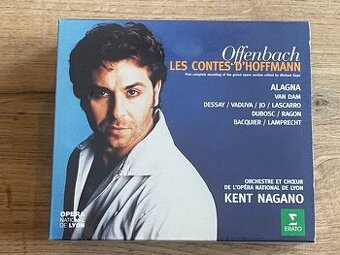 Offenbach
LES CONTES D'HOFFMANN
first complete recording of the grand opera version edited by Michael Kaye
ALAGNA
VAN DAM
DESSAY / VADUVA / JO / LASCARRO
DUBOSC / RAGON
BACQUIER / LAMPRECHT
ORCHESTRE ET CHŒUR
DE L'OPÉRA NATIONAL DE LYON
KENT NAGANO
OPÉRA
NATIONAL
DE LYON
ERATO